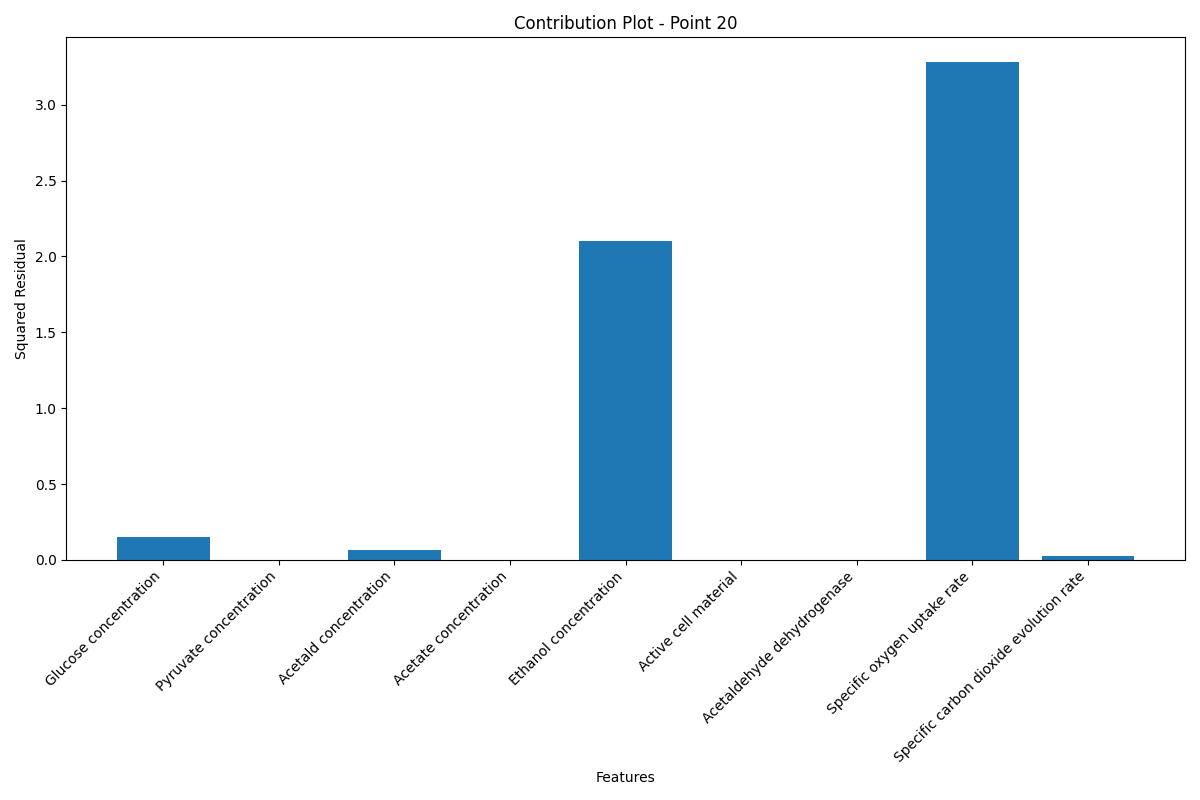 Contribution Plot - Point 20
Squared Residual
3.0
2.5
2.0
1.5
1.0
0.5
0.0
Glucose concentration
Pyruvate concentration
Acetald concentration
Acetate concentration
Ethanol concentration
Active cell material
Acetaldehyde dehydrogenase
Specific oxygen uptake rate
Specific carbon dioxide evolution rate
Features